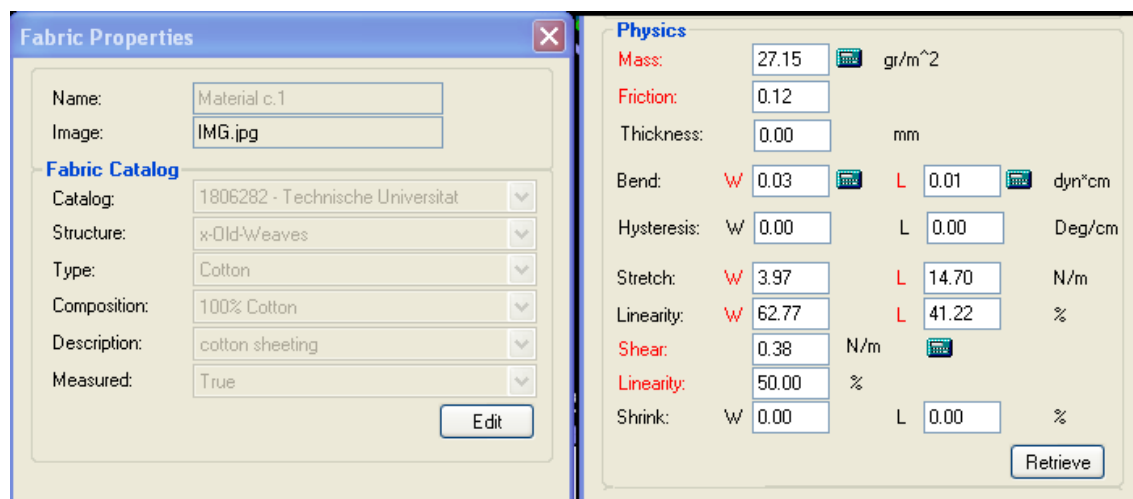 Fabric Properties
Name: Material c.1
Image: IMG.jpg
Fabric Catalog
Catalog: 1806282 - Technische Universitat
Structure: x-Old-Weaves
Type: Cotton
Composition: 100% Cotton
Description: cotton sheeting
Measured: True
Edit
Physics
Mass: 27.15 gr/m^2
Friction: 0.12
Thickness: 0.00 mm
Bend: W 0.03 L 0.01 dyn*cm
Hysteresis: W 0.00 L 0.00 Deg/cm
Stretch: W 3.97 L 14.70 N/m
Linearity: W 62.77 L 41.22 %
Shear: 0.38 N/m
Linearity: 50.00 %
Shrink: W 0.00 L 0.00 %
Retrieve